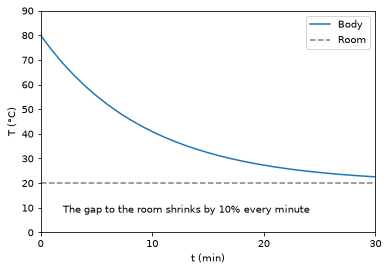 90
80
70
60
50
40
30
20
10
0
T (°C)
Body
Room
The gap to the room shrinks by 10% every minute
0 10 20 30
t (min)